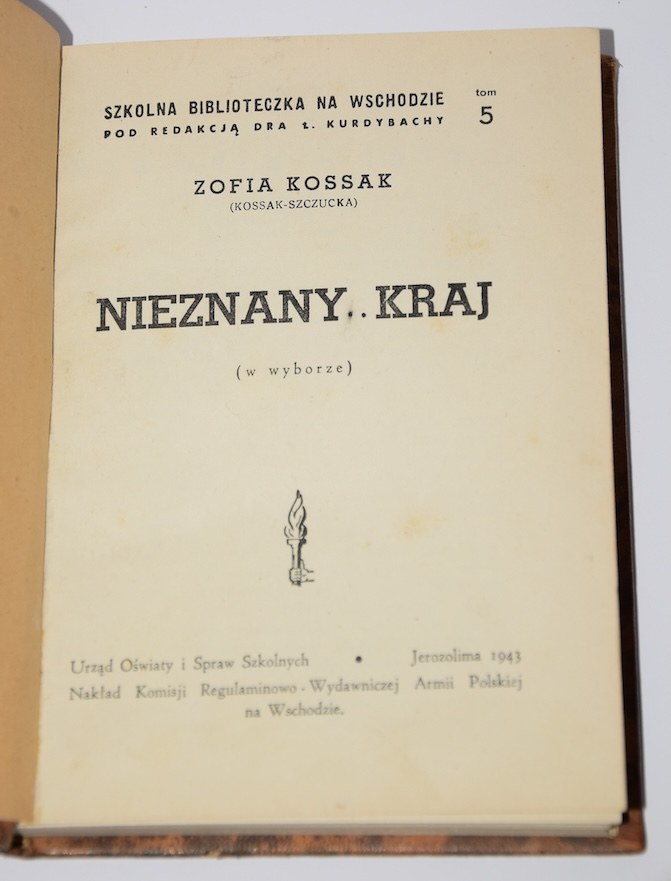 SZKOLNA BIBLIOTECZKA NA WSCHODZIE
POD REDAKCJĄ DRA Ł. KURDYBACHY
tom
5
ZOFIA KOSSAK
(KOSSAK-SZCZUCKA)
NIEZNANY KRAJ
(w wyborze)
Urząd Oświaty i Spraw Szkolnych • Jerozolima 1943
Nakład Komisji Regulaminowo-Wydawniczej Armii Polskiej
na Wschodzie.